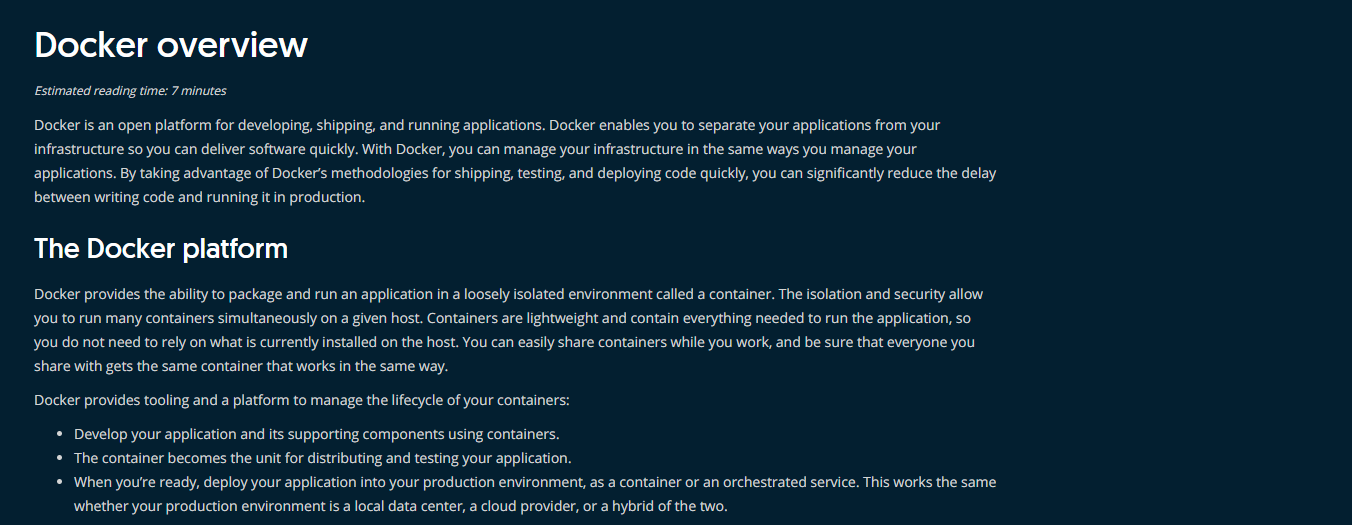 Docker overview
Estimated reading time: 7 minutes
Docker is an open platform for developing, shipping, and running applications. Docker enables you to separate your applications from your
infrastructure so you can deliver software quickly. With Docker, you can manage your infrastructure in the same ways you manage your
applications. By taking advantage of Docker’s methodologies for shipping, testing, and deploying code quickly, you can significantly reduce the delay
between writing code and running it in production.
The Docker platform
Docker provides the ability to package and run an application in a loosely isolated environment called a container. The isolation and security allow
you to run many containers simultaneously on a given host. Containers are lightweight and contain everything needed to run the application, so
you do not need to rely on what is currently installed on the host. You can easily share containers while you work, and be sure that everyone you
share with gets the same container that works in the same way.
Docker provides tooling and a platform to manage the lifecycle of your containers:
• Develop your application and its supporting components using containers.
• The container becomes the unit for distributing and testing your application.
• When you’re ready, deploy your application into your production environment, as a container or an orchestrated service. This works the same
whether your production environment is a local data center, a cloud provider, or a hybrid of the two.